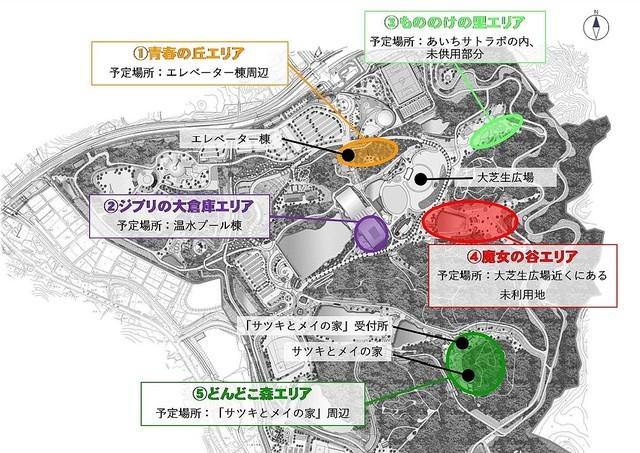 ③もののけの里エリア
予定場所：あいちサトラボの内、
未供用部分
①青春の丘エリア
予定場所：エレベーター棟周辺
エレベーター棟
大芝生広場
②ジブリの大倉庫エリア
予定場所：温水プール棟
④魔女の谷エリア
予定場所：大芝生広場近くにある
未利用地
「サツキとメイの家」受付所
サツキとメイの家
⑤どんどこ森エリア
予定場所：「サツキとメイの家」周辺